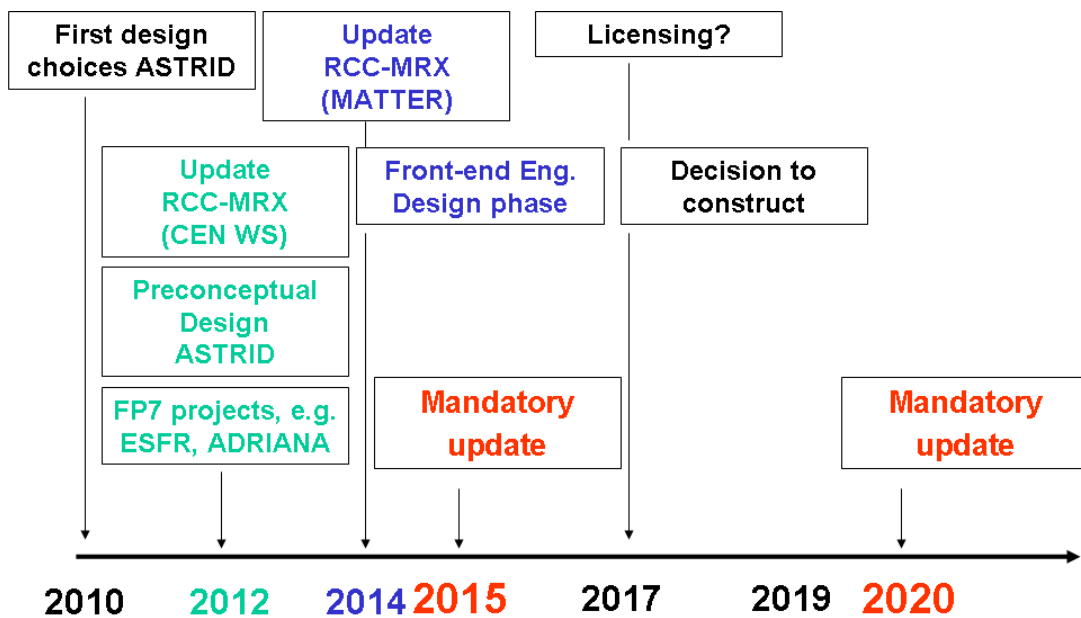 First design
choices ASTRID
Update
RCC-MRX
(MATTER)
Licensing?
Update
RCC-MRX
(CEN WS)
Front-end Eng.
Design phase
Decision to
construct
Preconceptual
Design
ASTRID
FP7 projects, e.g.
ESFR, ADRIANA
Mandatory
update
Mandatory
update
2010
2012
2014
2015
2017
2019
2020